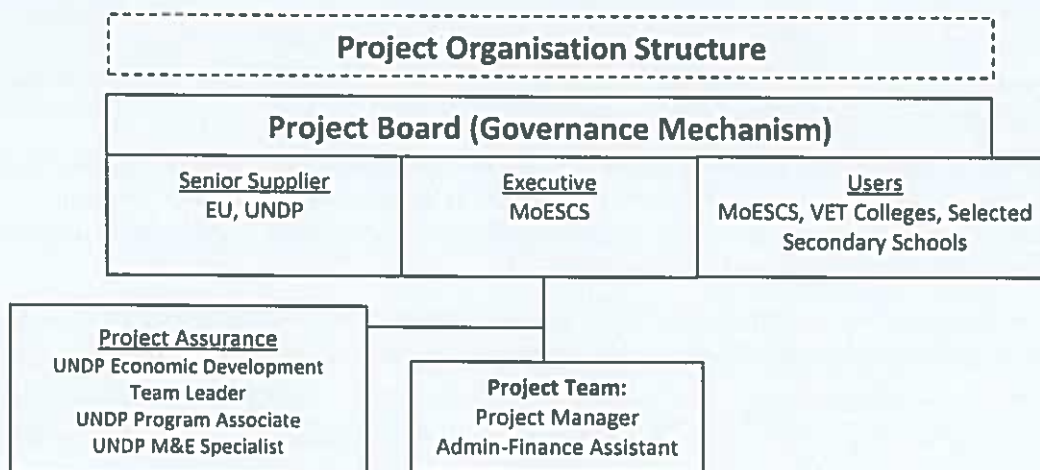 Project Organisation Structure
Project Board (Governance Mechanism)
Senior Supplier
EU, UNDP
Executive
MoESCS
Users
MoESCS, VET Colleges, Selected
Secondary Schools
Project Assurance
UNDP Economic Development
Team Leader
UNDP Program Associate
UNDP M&E Specialist
Project Team:
Project Manager
Admin-Finance Assistant